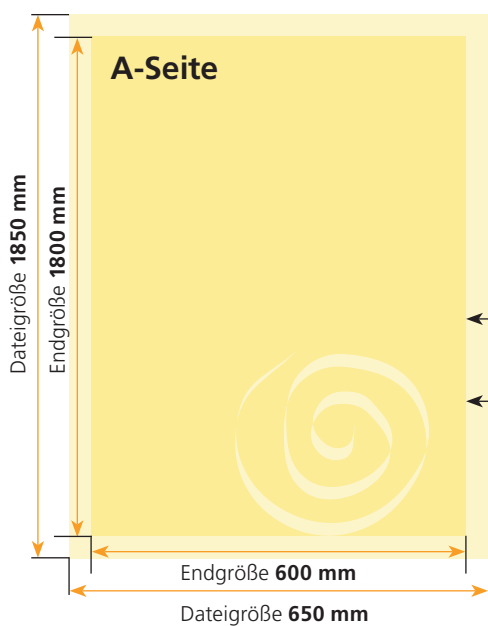 A-Seite
Dateigröße 1850 mm
Endgröße 1800 mm
Endgröße 600 mm
Dateigröße 650 mm